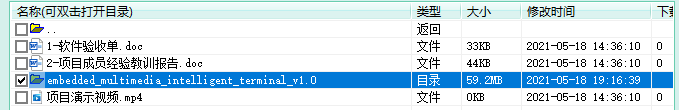 名称(可双击打开目录) 类型 大小 修改时间 下
.. 返回
1-软件验收单.doc 文件 33KB 2021-05-18 14:36:10 0
2-项目成员经验教训报告.doc 文件 44KB 2021-05-18 14:36:10 0
embedded_multimedia_intelligent_terminal_v1.0 目录 59.2MB 2021-05-18 19:16:39
项目演示视频.mp4 文件 0KB 2021-05-18 14:36:10 0